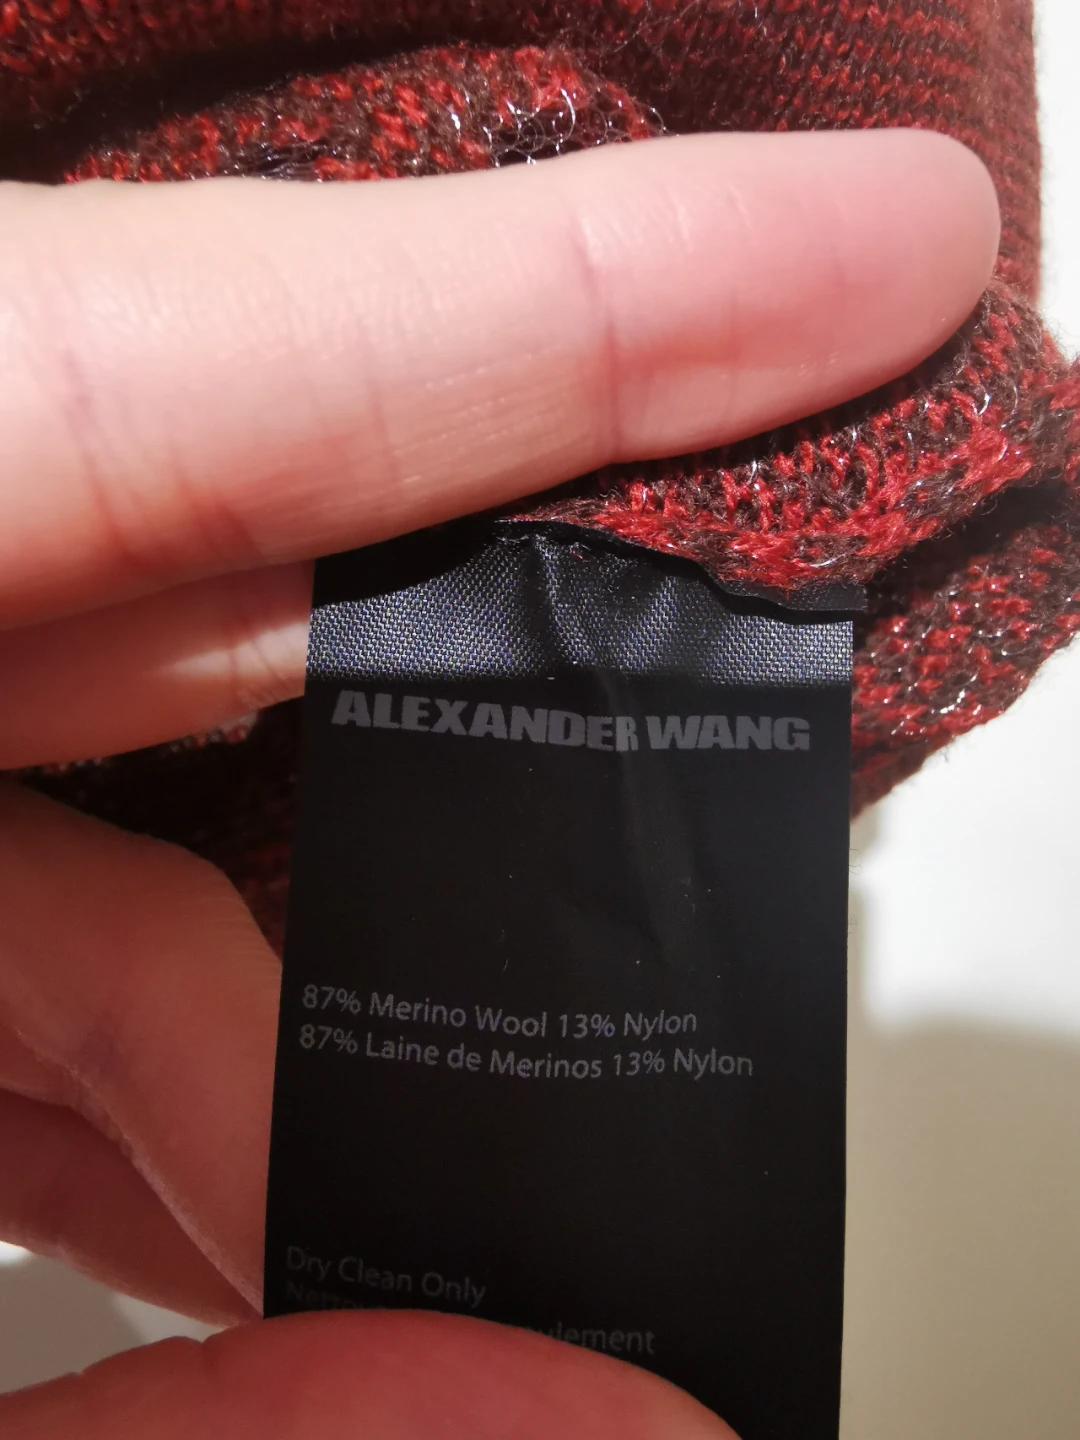 ALEXANDER WANG
87% Merino Wool 13% Nylon
87% Laine de Merinos 13% Nylon
Dry Clean Only